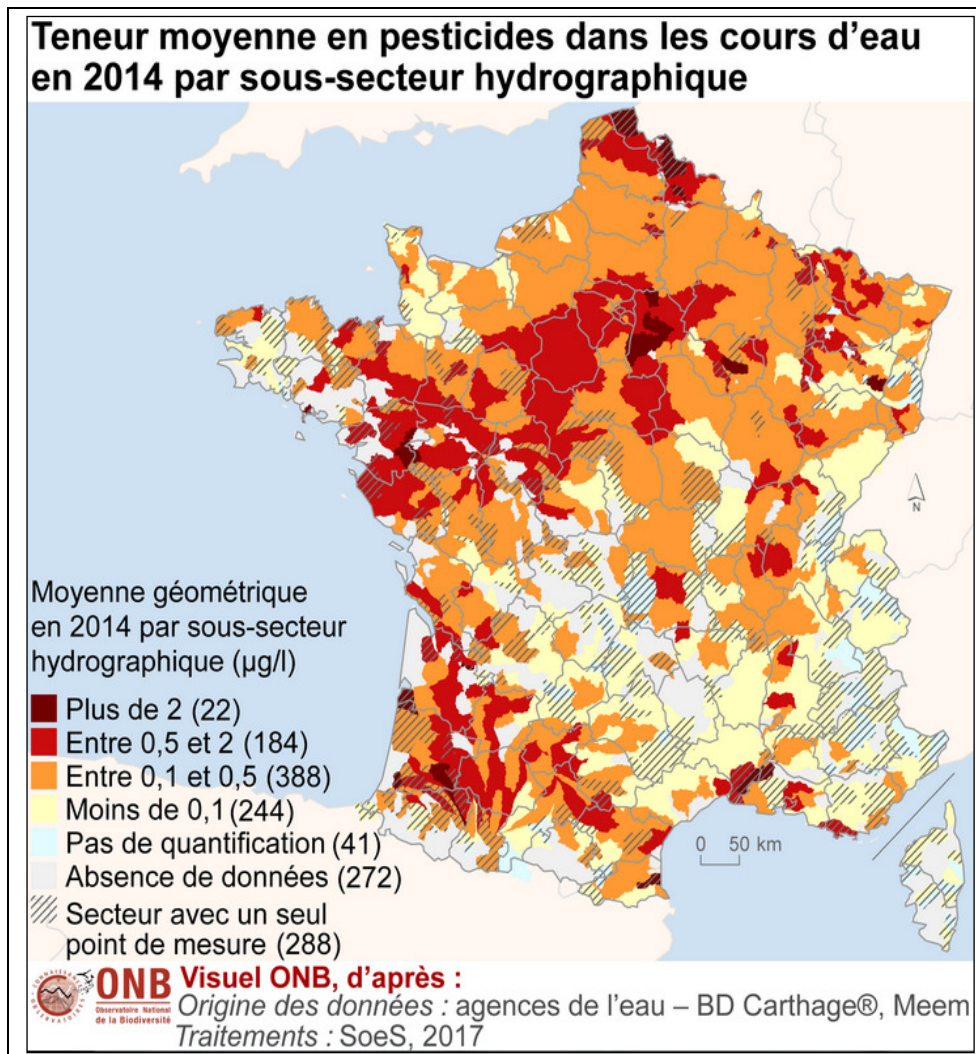 Teneur moyenne en pesticides dans les cours d'eau
en 2014 par sous-secteur hydrographique
N
Moyenne géométrique
en 2014 par sous-secteur
hydrographique (µg/l)
Plus de 2 (22)
Entre 0,5 et 2 (184)
Entre 0,1 et 0,5 (388)
Moins de 0,1 (244)
Pas de quantification (41)
Absence de données (272)
Secteur avec un seul
point de mesure (288)
0 50 km
ONB
Observatoire National
de la Biodiversité
Visuel ONB, d'après :
Origine des données : agences de l'eau – BD Carthage®, Meem
Traitements : SoeS, 2017